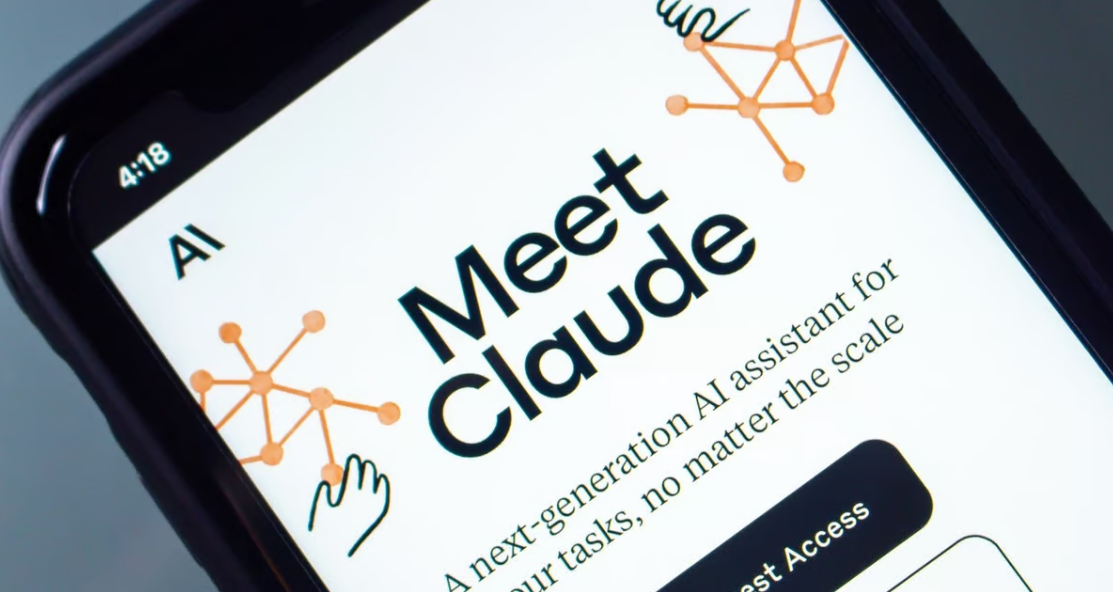 4:18
A\
Meet
Claude
A next-generation AI assistant for
tasks, no matter the scale
Access